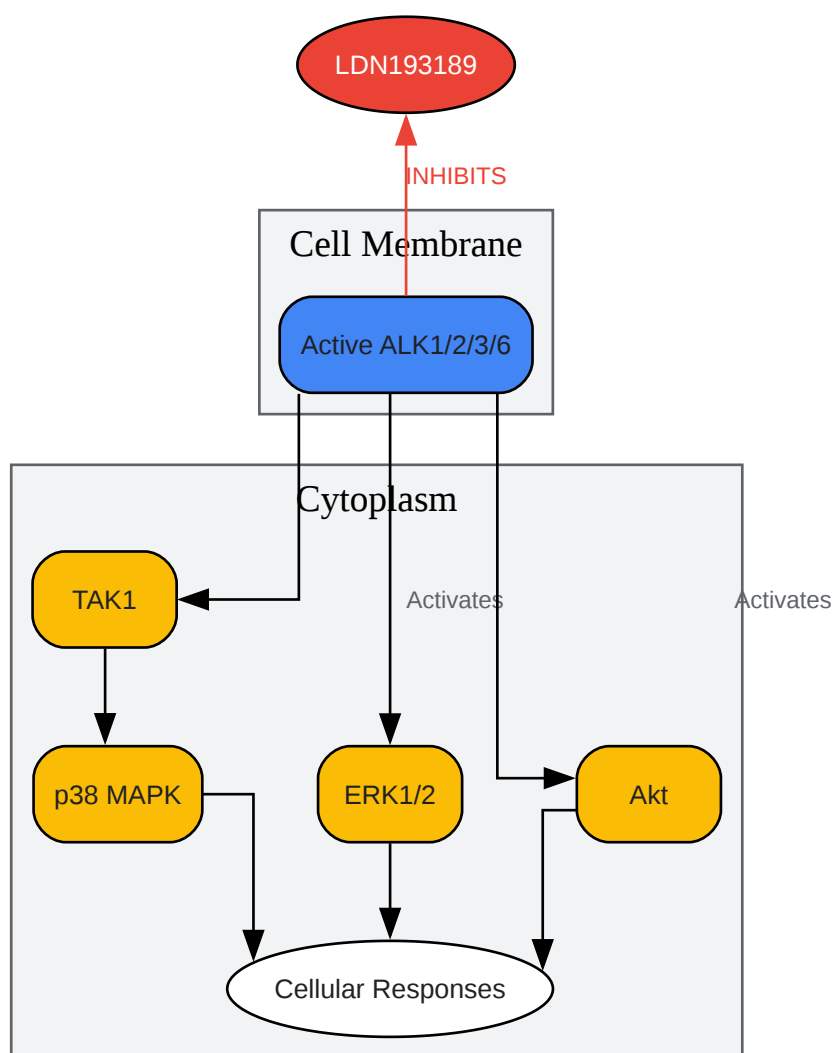 LDN193189
INHIBITS
Cell Membrane
Active ALK1/2/3/6
Cytoplasm
TAK1
Activates
Activates
p38 MAPK
ERK1/2
Akt
Cellular Responses